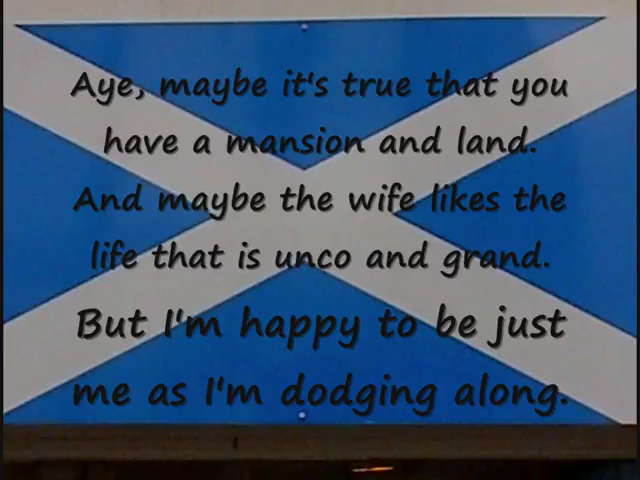 Aye, maybe it's true that you
have a mansion and land.
And maybe the wife likes the
life that is unco and grand.
But I'm happy to be just
me as I'm dodging along.